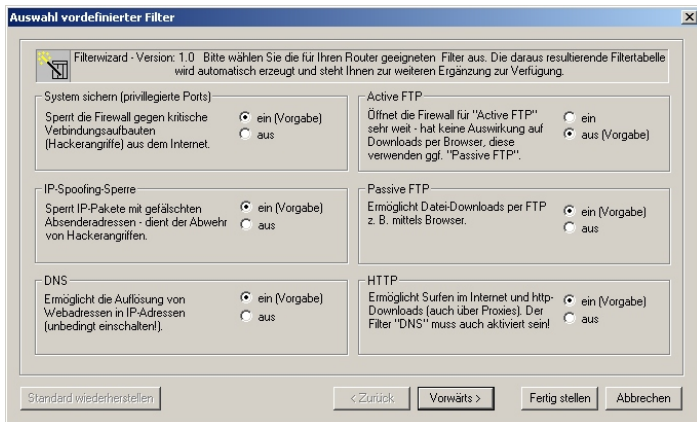 Auswahl vordefinierter Filter
Filterwizard - Version: 1.0 Bitte wählen Sie die für Ihren Router geeigneten Filter aus. Die daraus resultierende Filtertabelle
wird automatisch erzeugt und steht Ihnen zur weiteren Ergänzung zur Verfügung.
System sichern (privillegierte Ports)
Sperrt die Firewall gegen kritische
Verbindungsaufbauten
(Hackerangriffe) aus dem Internet.
ein (Vorgabe)
aus
Active FTP
Öffnet die Firewall für "Active FTP"
sehr weit - hat keine Auswirkung auf
Downloads per Browser, diese
verwenden ggf. "Passive FTP".
ein
aus (Vorgabe)
IP-Spoofing-Sperre
Sperrt IP-Pakete mit gefälschten
Absenderadressen - dient der Abwehr
von Hackerangriffen.
ein (Vorgabe)
aus
Passive FTP
Ermöglicht Datei-Downloads per FTP
z. B. mittels Browser.
ein (Vorgabe)
aus
DNS
Ermöglicht die Auflösung von
Webadressen in IP-Adressen
(unbedingt einschalten!).
ein (Vorgabe)
aus
HTTP
Ermöglicht Surfen im Internet und http-
Downloads (auch über Proxies). Der
Filter "DNS" muss auch aktiviert sein!
ein (Vorgabe)
aus
Standard wiederherstellen
< Zurück
Vorwärts >
Fertig stellen
Abbrechen